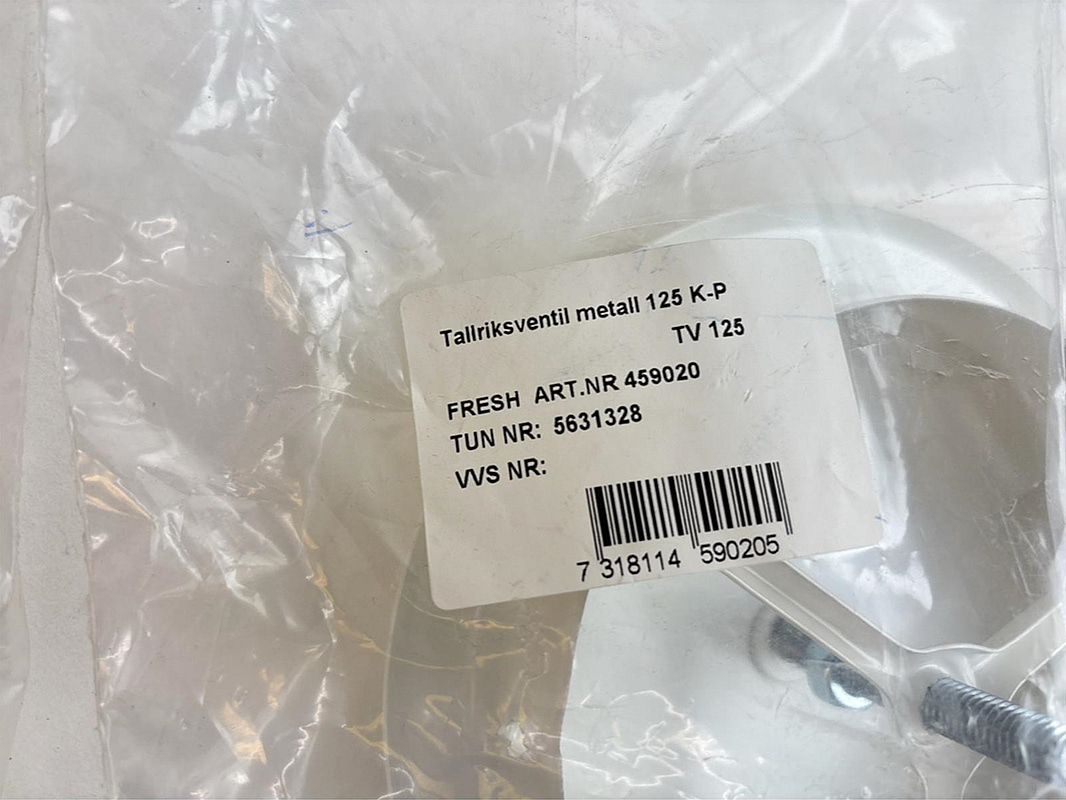 Tallriksventil metall 125 K-P
TV 125
FRESH ART.NR 459020
TUN NR: 5631328
VVS NR:
7 318114 590205